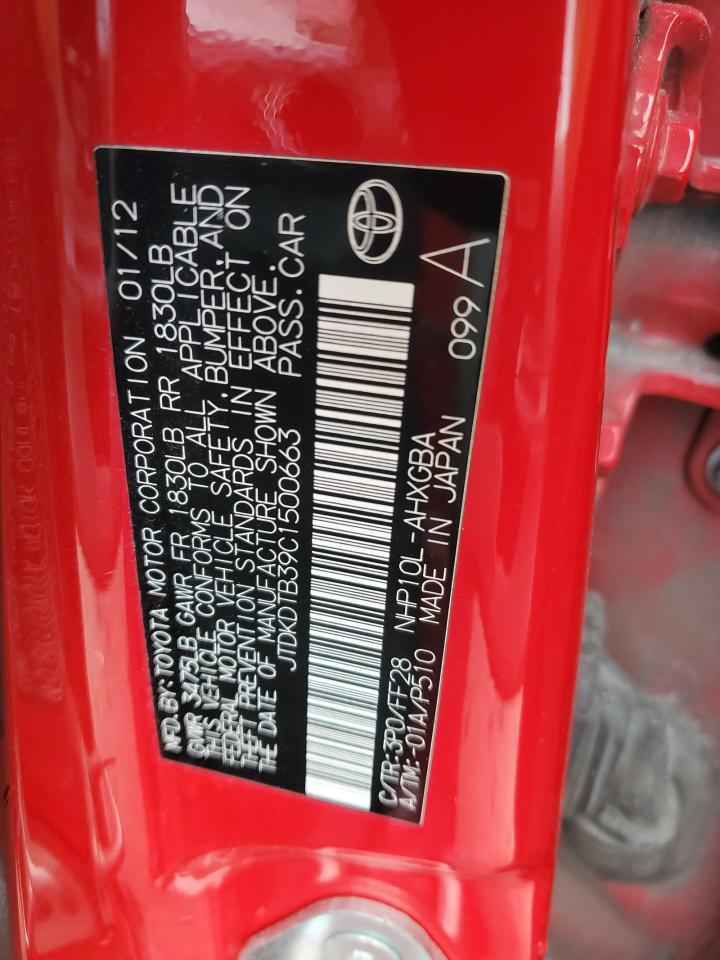 MFD. BY: TOYOTA MOTOR CORPORATION 01/12
GVWR 3475LB GAWR FR 1830LB RR 1830LB
THIS VEHICLE CONFORMS TO ALL APPLICABLE
FEDERAL MOTOR VEHICLE SAFETY, BUMPER, AND
THEFT PREVENTION STANDARDS IN EFFECT ON
THE DATE OF MANUFACTURE SHOWN ABOVE.
JTDKDTB39C1500663 PASS. CAR
C/TR:3P0/FF28 NHP10L-AHXGBA 099 A
A/TM:-01A/P510 MADE IN JAPAN